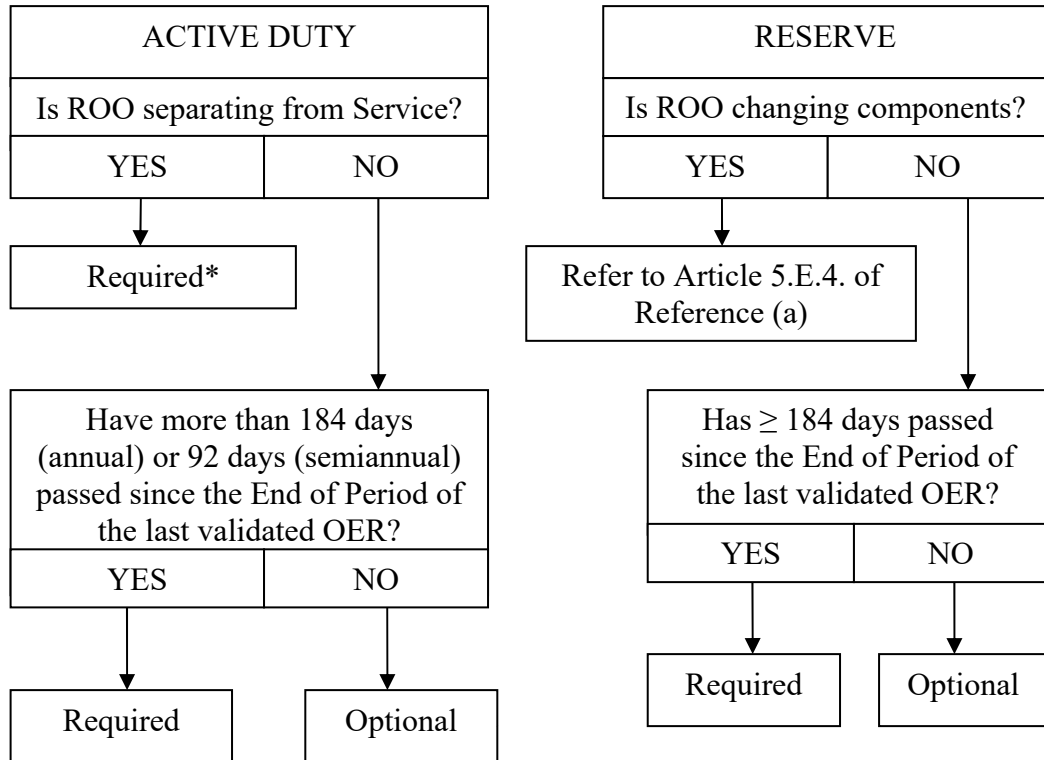 ACTIVE DUTY
Is ROO separating from Service?
YES
NO
Required*
Have more than 184 days
(annual) or 92 days (semiannual)
passed since the End of Period of
the last validated OER?
YES
NO
Required
Optional
RESERVE
Is ROO changing components?
YES
NO
Refer to Article 5.E.4. of
Reference (a)
Has ≥ 184 days passed
since the End of Period of
the last validated OER?
YES
NO
Required
Optional